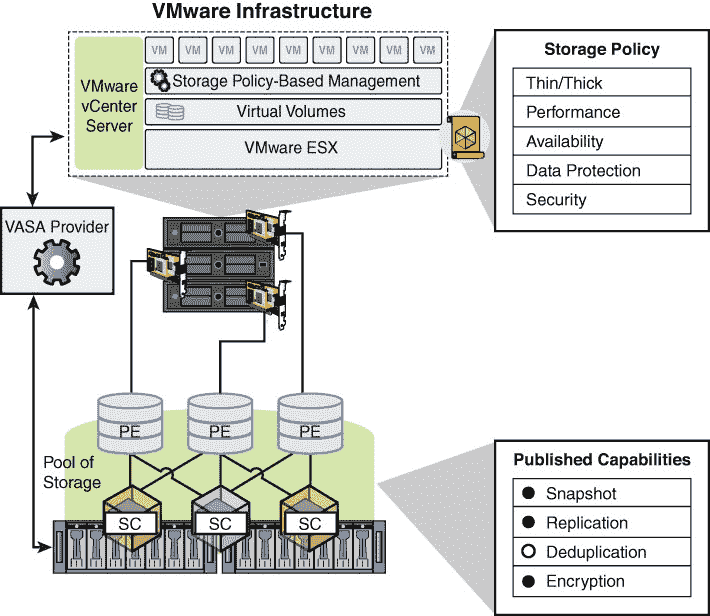 VMware Infrastructure
VM VM VM VM VM VM VM VM VM
VMware
vCenter
Server
Storage Policy-Based Management
Virtual Volumes
VMware ESX
Storage Policy
Thin/Thick
Performance
Availability
Data Protection
Security
VASA Provider
PE PE PE
Pool of
Storage
SC SC SC
Published Capabilities
Snapshot
Replication
Deduplication
Encryption